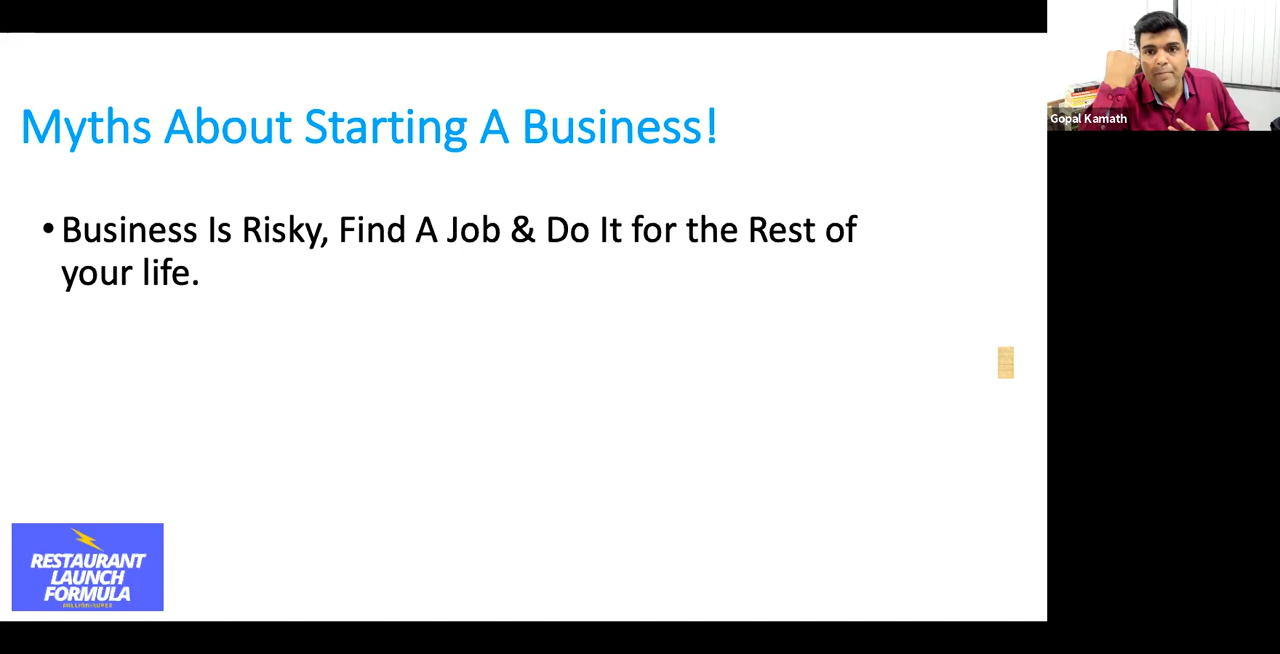 Myths About Starting A Business!
• Business Is Risky, Find A Job & Do It for the Rest of
your life.
Gopal Kamath
RESTAURANT
LAUNCH
FORMULA